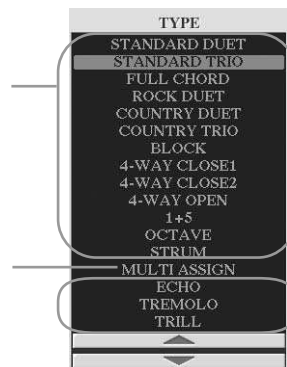 TYPE
STANDARD DUET
STANDARD TRIO
FULL CHORD
ROCK DUET
COUNTRY DUET
COUNTRY TRIO
BLOCK
4-WAY CLOSE1
4-WAY CLOSE2
4-WAY OPEN
1+5
OCTAVE
STRUM
MULTI ASSIGN
ECHO
TREMOLO
TRILL